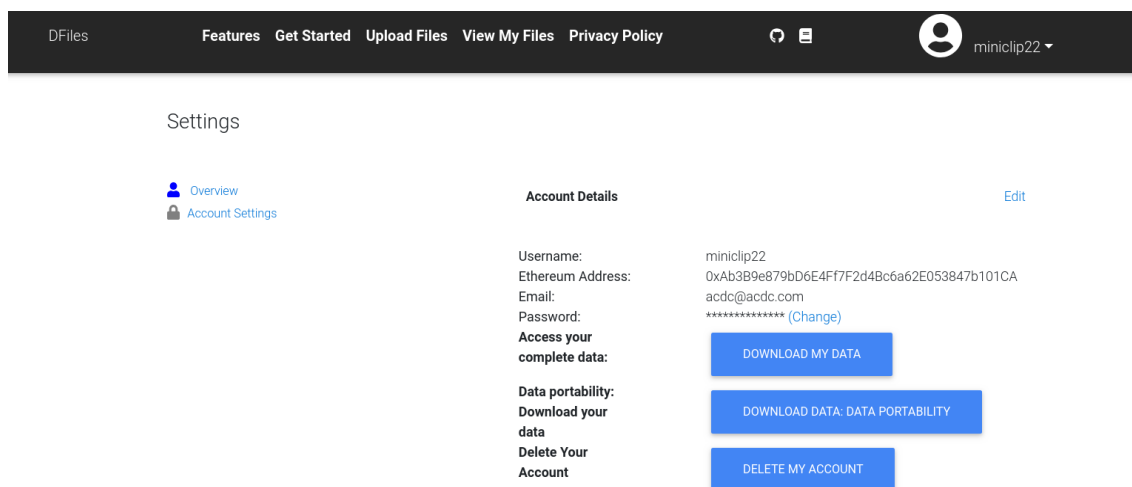 DFiles Features Get Started Upload Files View My Files Privacy Policy miniclip22
Settings
Overview
Account Settings
Account Details Edit
Username: miniclip22
Ethereum Address: 0xAb3B9e879bD6E4Ff7F2d4Bc6a62E053847b101CA
Email: acdc@acdc.com
Password: ************** (Change)
Access your
complete data:
DOWNLOAD MY DATA
Data portability:
Download your
data
DOWNLOAD DATA: DATA PORTABILITY
Delete Your
Account
DELETE MY ACCOUNT